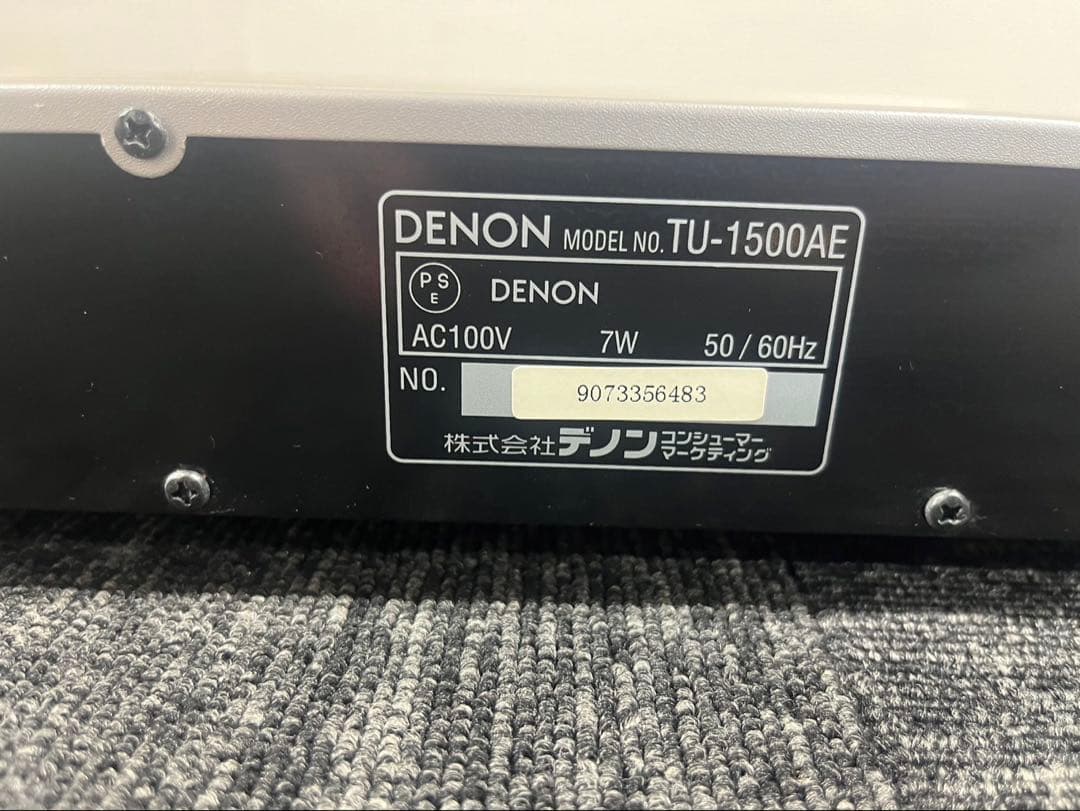 DENON MODEL NO. TU-1500AE
PS
E
DENON
AC100V 7W 50/60Hz
NO. 9073356483
株式会社デノン コンシューマー
マーケティング